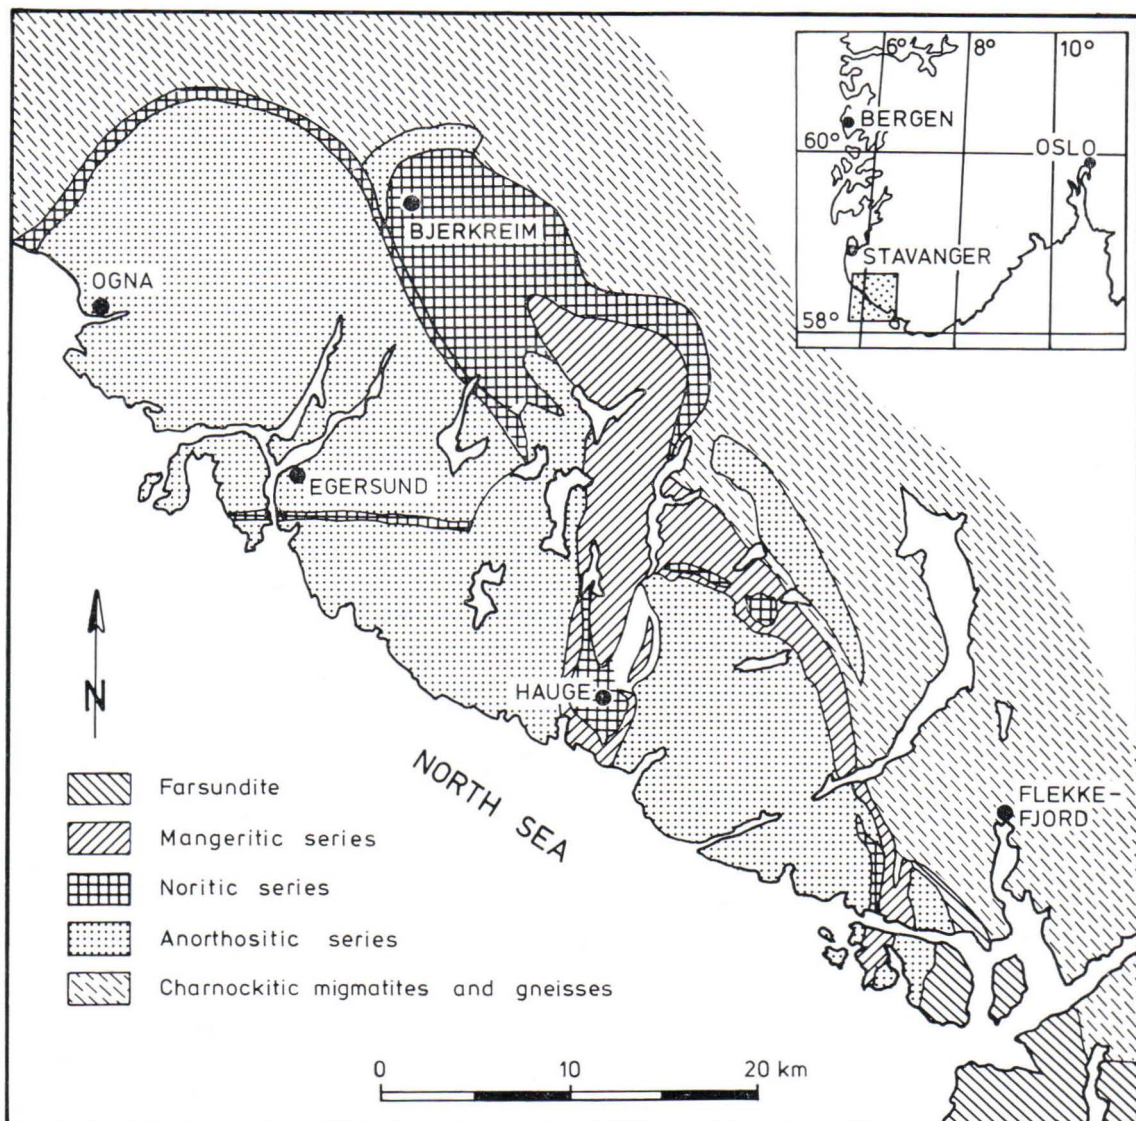 6° 8° 10°
BERGEN
60°
OSLO
STAVANGER
58°
BJERKREIM
OGNA
EGERSUND
N
HAUGE
NORTH SEA
FLEKKE-
FJORD
Farsundite
Mangeritic series
Noritic series
Anorthositic series
Charnockitic migmatites and gneisses
0 10 20 km